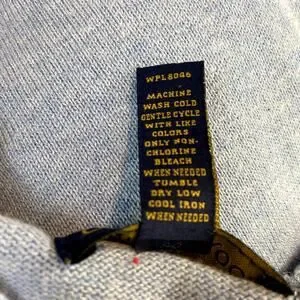 WPL8046
MACHINE
WASH COLD
GENTLE CYCLE
WITH LIKE
COLORS
ONLY NON-
CHLORINE
BLEACH
WHEN NEEDED
TUMBLE
DRY LOW
COOL IRON
WHEN NEEDED